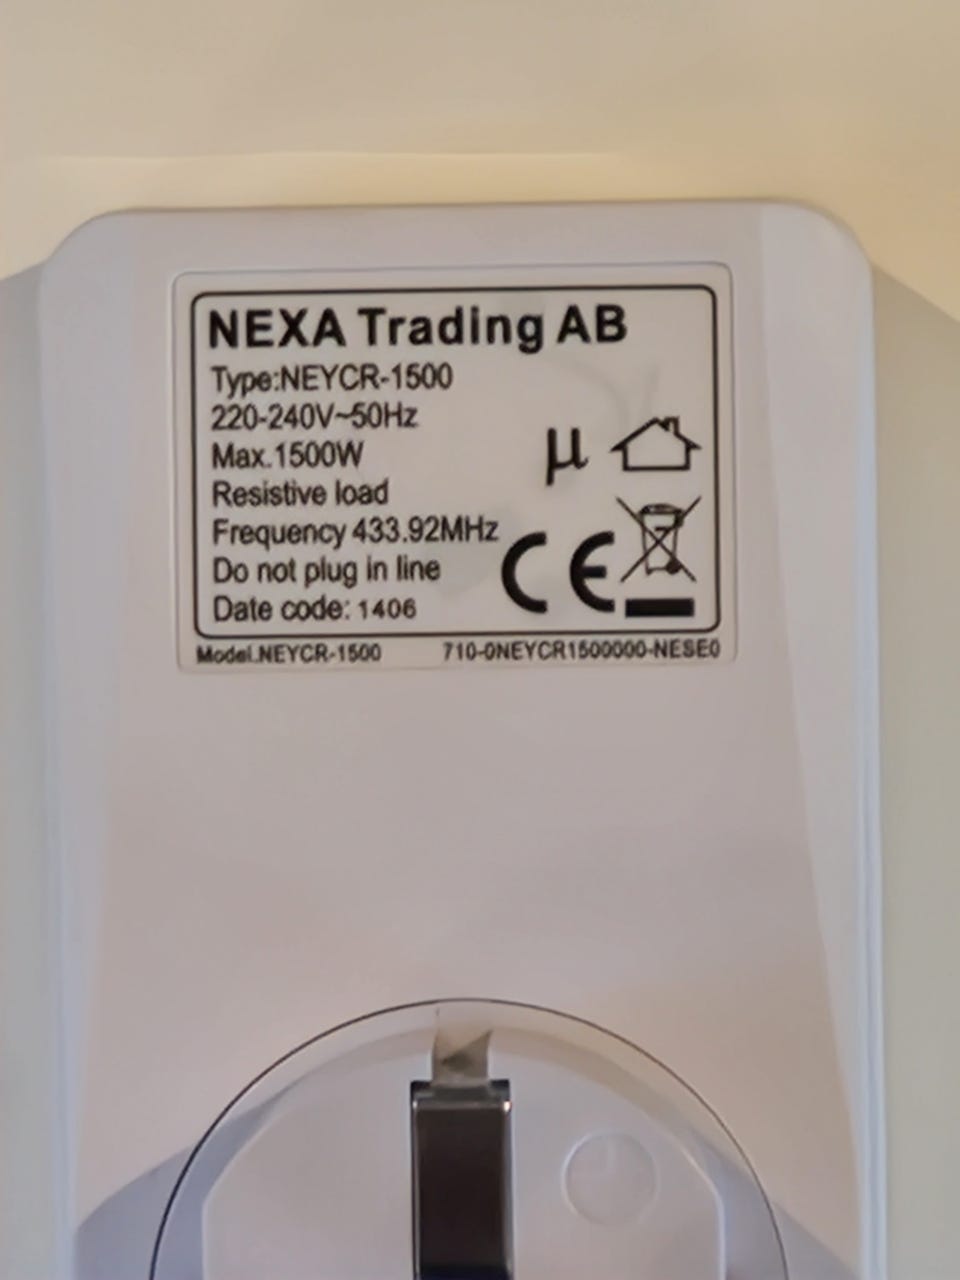 NEXA Trading AB
Type:NEYCR-1500
220-240V~50Hz
Max.1500W
Resistive load
Frequency 433.92MHz
Do not plug in line
Date code: 1406
µ
CE
Model.NEYCR-1500 710-0NEYCR1500000-NESE0